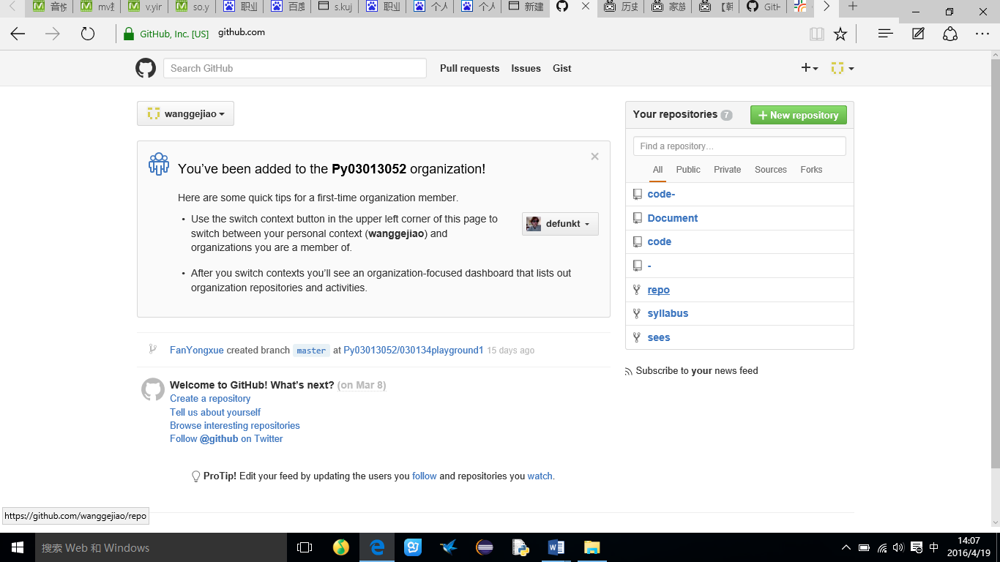 音悦
mv排
v.yir
so.y
职业
百度
s.kuj
职业
个人
个人
新建
历史
家族
【韩
GitH
GitHub, Inc. [US] github.com
Search GitHub
Pull requests Issues Gist
wanggejiao
You've been added to the Py03013052 organization!
Here are some quick tips for a first-time organization member.
• Use the switch context button in the upper left corner of this page to
switch between your personal context (wanggejiao) and
organizations you are a member of.
defunkt
• After you switch contexts you'll see an organization-focused dashboard that lists out
organization repositories and activities.
FanYongxue created branch master at Py03013052/030134playground1 15 days ago
Welcome to GitHub! What's next? (on Mar 8)
Create a repository
Tell us about yourself
Browse interesting repositories
Follow @github on Twitter
ProTip! Edit your feed by updating the users you follow and repositories you watch.
Your repositories 7
+ New repository
Find a repository…
All Public Private Sources Forks
code-
Document
code
-
repo
syllabus
sees
Subscribe to your news feed
https://github.com/wanggejiao/repo
搜索 Web 和 Windows
中
14:07
2016/4/19